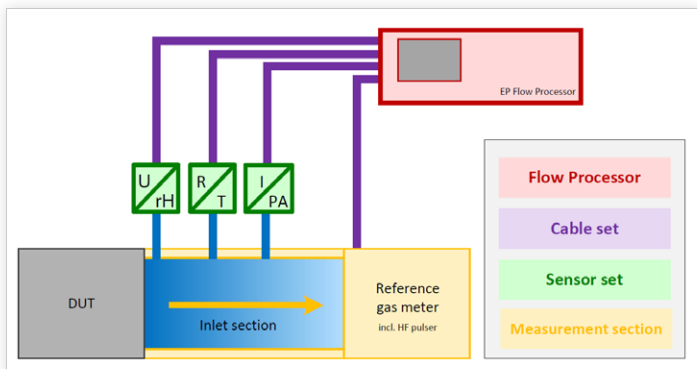 EP Flow Processor
U
rH
R
T
I
PA
DUT
Inlet section
Reference
gas meter
incl. HF pulser
Flow Processor
Cable set
Sensor set
Measurement section